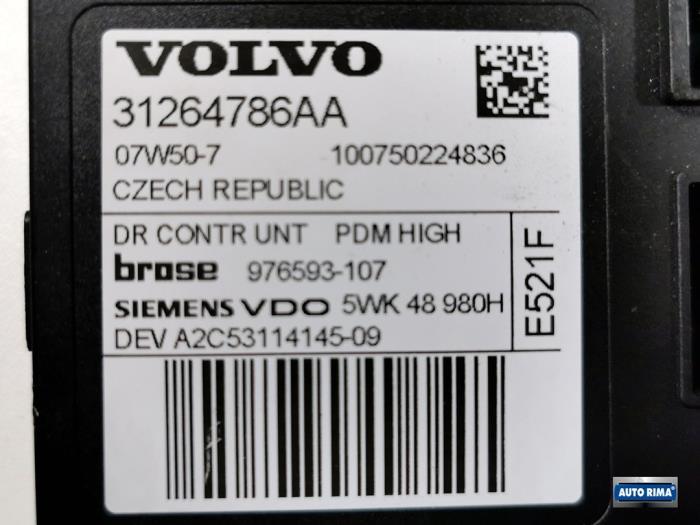 VOLVO
31264786AA
07W50-7 100750224836
CZECH REPUBLIC
DR CONTR UNT PDM HIGH
brose 976593-107
SIEMENS VDO 5WK 48 980H
DEV A2C53114145-09
E521F
AUTO RIMA